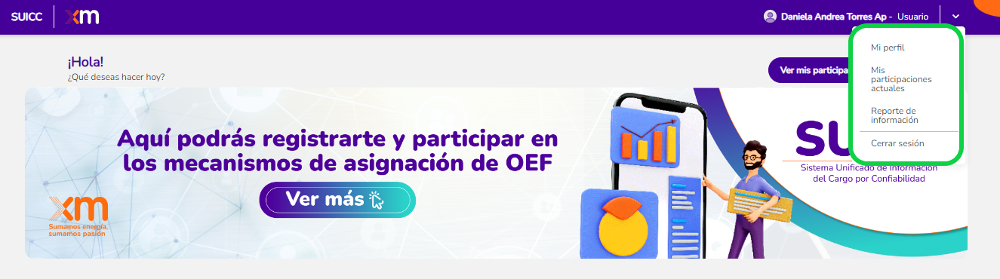 SUICC
xm
Daniela Andrea Torres Ap - Usuario
Mi perfil
Mis
participaciones
actuales
Reporte de
información
Cerrar sesión
¡Hola!
¿Qué deseas hacer hoy?
Ver mis participa
Aquí podrás registrarte y participar en
los mecanismos de asignación de OEF
Ver más
xm
Sumamos energía,
sumamos pasión
SU
Sistema Unificado de Información
del Cargo por Confiabilidad